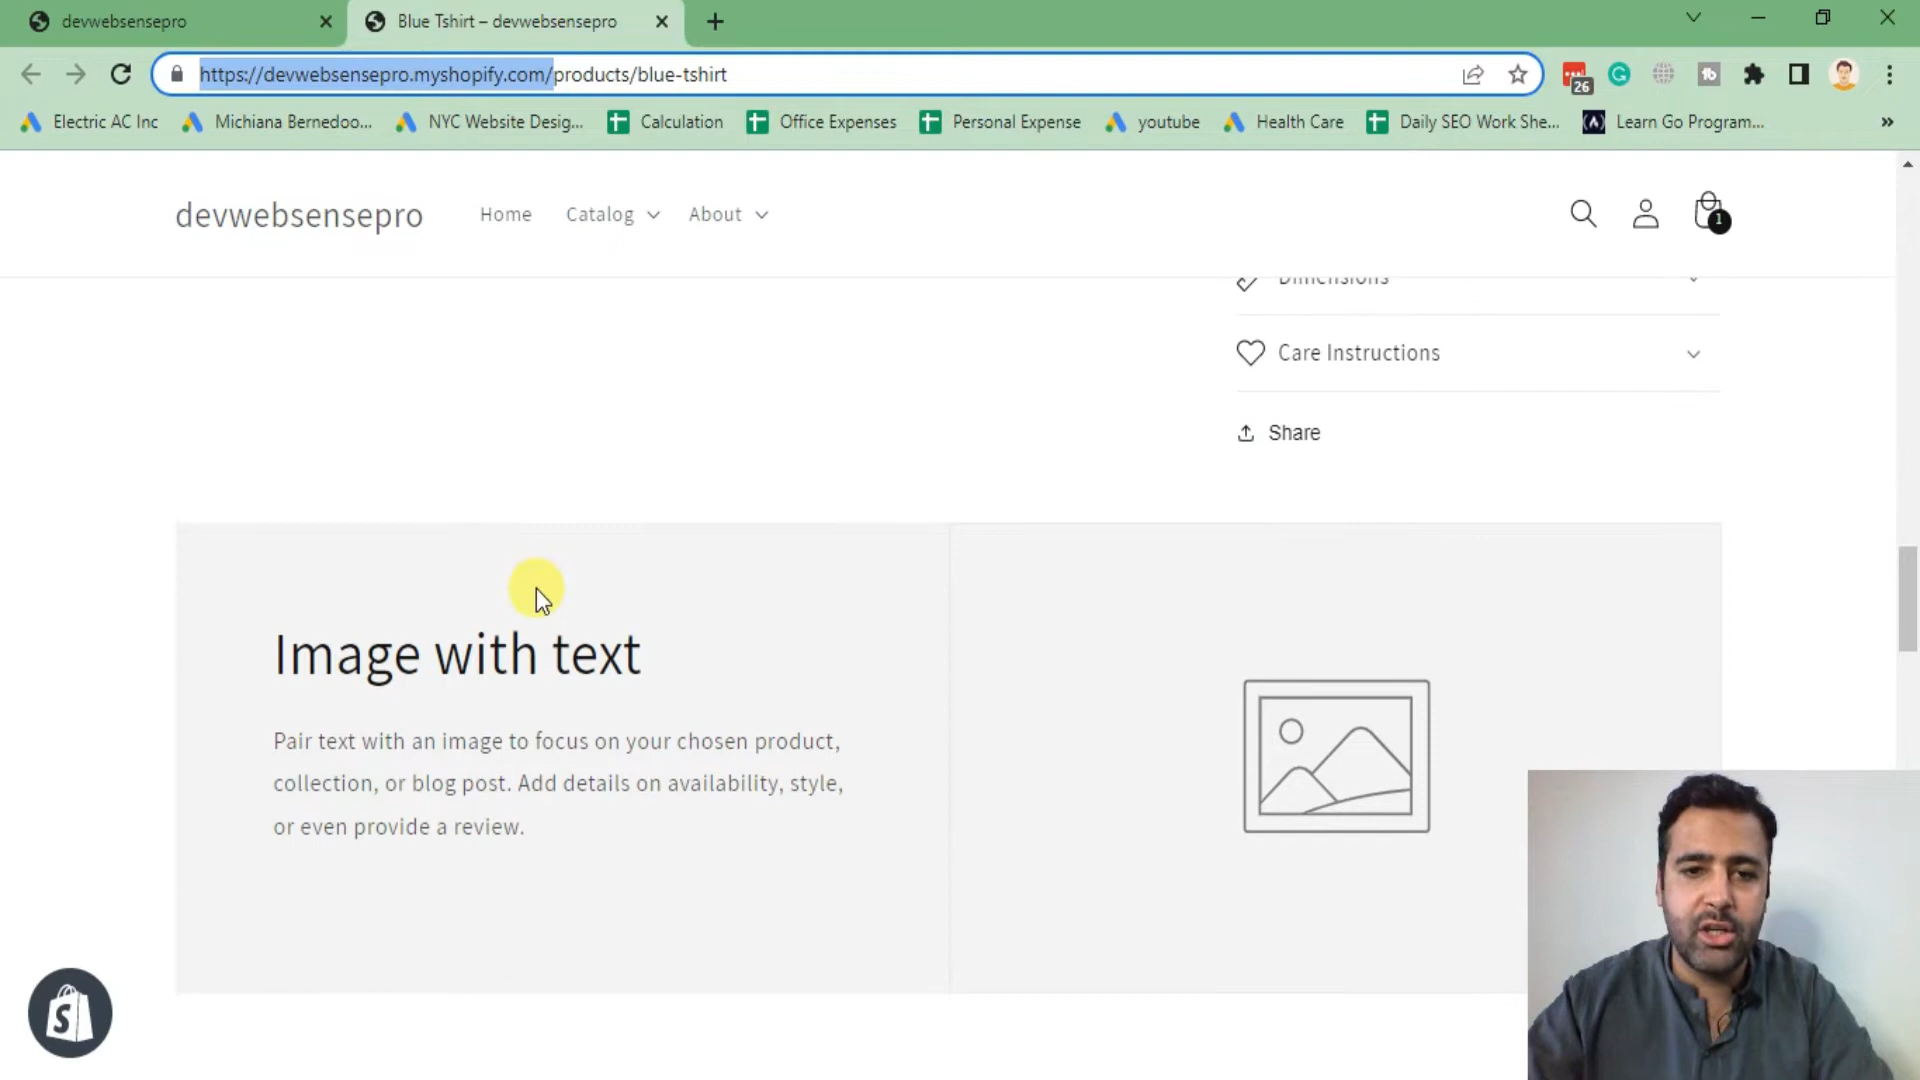 devwebsensepro
Blue Tshirt – devwebsensepro
https://devwebsensepro.myshopify.com/products/blue-tshirt
26
Electric AC Inc
Michiana Bernedoo...
NYC Website Desig...
Calculation
Office Expenses
Personal Expense
youtube
Health Care
Daily SEO Work She...
Learn Go Program...
»
devwebsensepro
Home
Catalog
About
1
Dimensions
Care Instructions
Share
Image with text
Pair text with an image to focus on your chosen product,
collection, or blog post. Add details on availability, style,
or even provide a review.